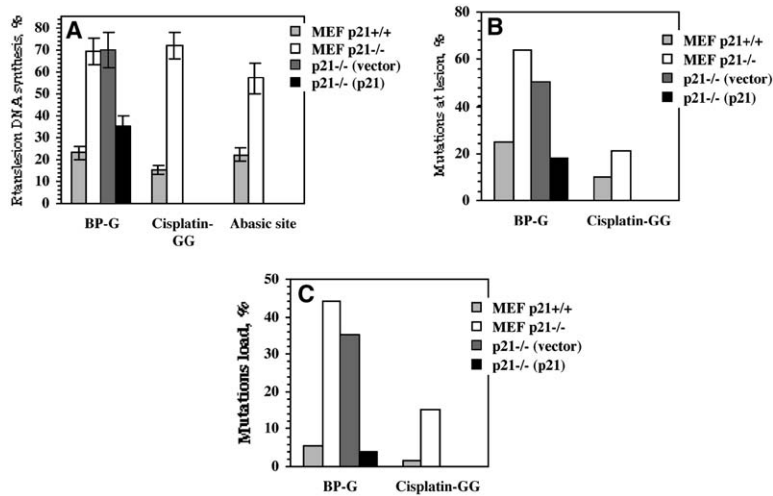 A
Rtanslesion DNA synthesis, %
80
70
60
50
40
30
20
10
0
BP-G
Cisplatin-
GG
Abasic site
MEF p21+/+
MEF p21-/-
p21-/- (vector)
p21-/- (p21)
B
Mutations at lesion, %
80
60
40
20
0
BP-G
Cisplatin-GG
MEF p21+/+
MEF p21-/-
p21-/- (vector)
p21-/- (p21)
C
Mutations load, %
50
40
30
20
10
0
BP-G
Cisplatin-GG
MEF p21+/+
MEF p21-/-
p21-/- (vector)
p21-/- (p21)